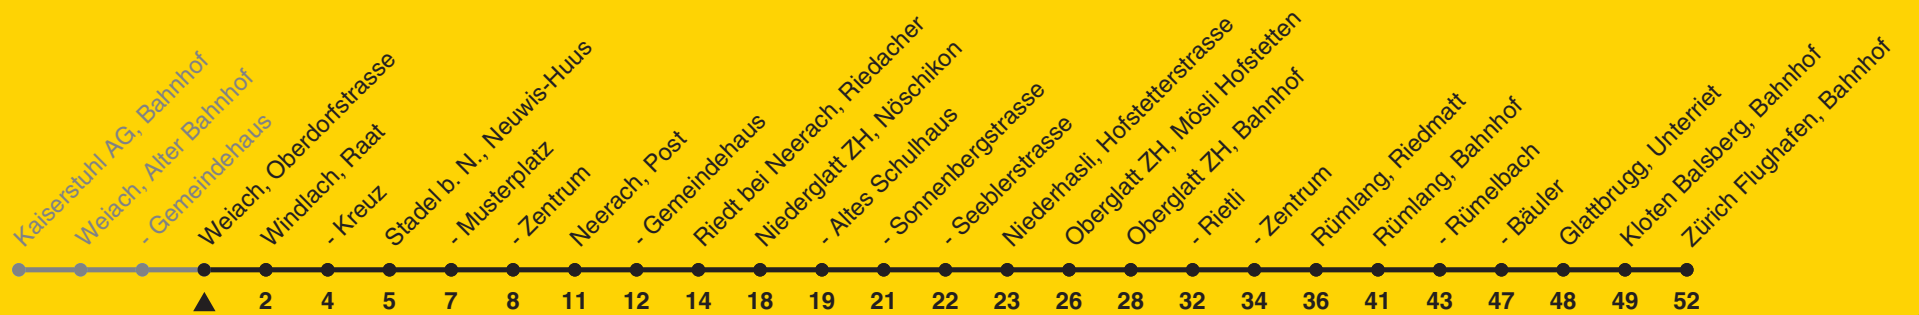 Kaiserstuhl AG, Bahnhof
Weiach, Alter Bahnhof
- Gemeindehaus
Weiach, Oberdorfstrasse
Windlach, Raat
- Kreuz
Stadel b. N., Neuwis-Huus
- Musterplatz
- Zentrum
Neerach, Post
- Gemeindehaus
Riedt bei Neerach, Riedacher
Niederglatt ZH, Nöschikon
- Altes Schulhaus
- Sonnenbergstrasse
- Seeblerstrasse
Niederhasli, Hofstetterstrasse
Oberglatt ZH, Mösli Hofstetten
Oberglatt ZH, Bahnhof
- Rietli
- Zentrum
Rümlang, Riedmatt
Rümlang, Bahnhof
- Rümelbach
- Bäuler
Glattbrugg, Unterriet
Kloten Balsberg, Bahnhof
Zürich Flughafen, Bahnhof
2 4 5 7 8 11 12 14 18 19 21 22 23 26 28 32 34 36 41 43 47 48 49 52